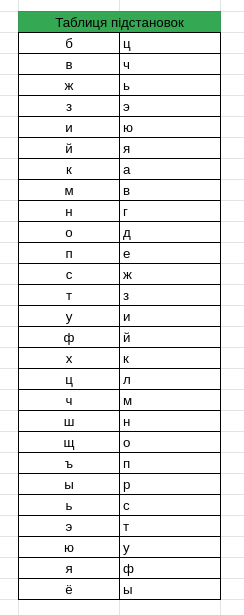 Таблиця підстановок
б ц
в ч
ж ь
з э
и ю
й я
к а
м в
н г
о д
п е
с ж
т з
у и
ф й
х к
ц л
ч м
ш н
щ о
ъ п
ы р
ь с
э т
ю у
я ф
ё ы